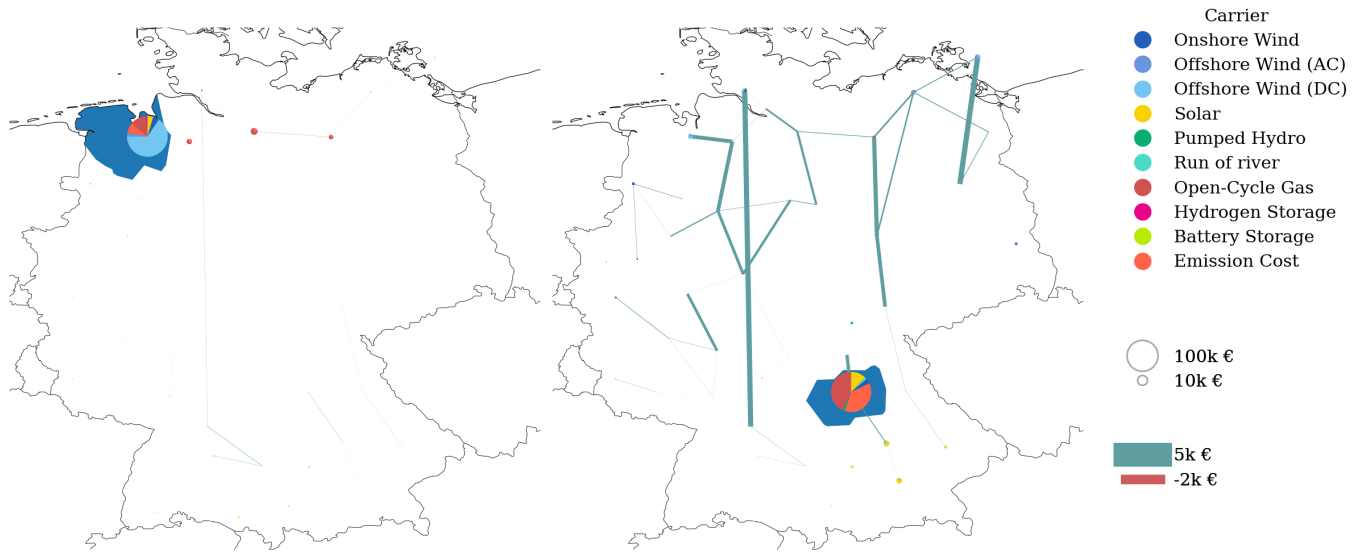 Carrier
Onshore Wind
Offshore Wind (AC)
Offshore Wind (DC)
Solar
Pumped Hydro
Run of river
Open-Cycle Gas
Hydrogen Storage
Battery Storage
Emission Cost
100k €
10k €
5k €
-2k €